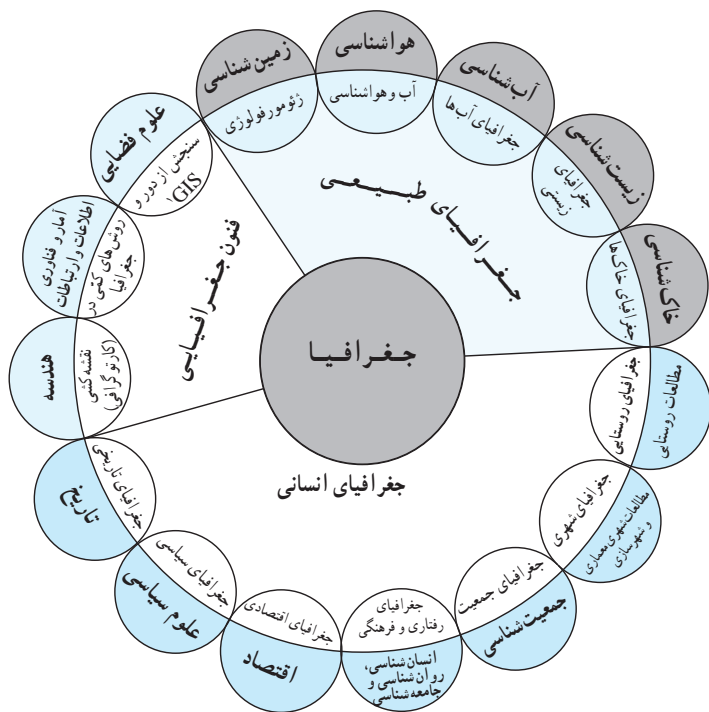 جغرافیا
جغرافیای طبیعی
زمین‌شناسی
ژئومورفولوژی
هواشناسی
آب و هواشناسی
آب‌شناسی
جغرافیای آب‌ها
زیست‌شناسی
جغرافیای
زیستی
خاک‌شناسی
جغرافیای خاک‌ها
جغرافیای انسانی
مطالعات روستایی
جغرافیای روستایی
مطالعات شهری معماری
و شهرسازی
جغرافیای شهری
جمعیت‌شناسی
جغرافیای جمعیت
جغرافیای
رفتاری و فرهنگی
انسان‌شناسی،
روان‌شناسی و
جامعه‌شناسی
جغرافیای اقتصادی
اقتصاد
جغرافیای سیاسی
علوم سیاسی
جغرافیای تاریخی
تاریخ
فنون جغرافیایی
هندسه
نقشه‌کشی
(کارتوگرافی)
آمار و فناوری
اطلاعات و ارتباطات
روش‌های کمّی در
جغرافیا
علوم فضایی
سنجش از دور و
GIS۱